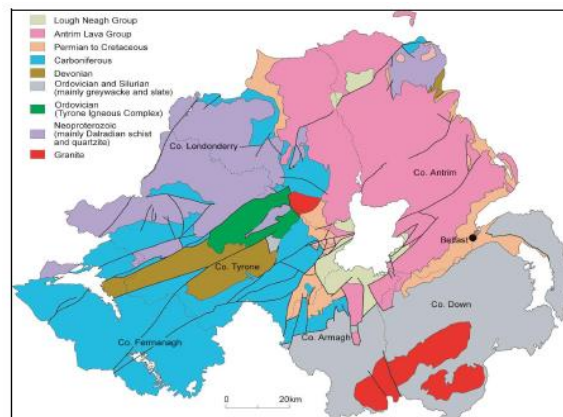 Lough Neagh Group
Antrim Lava Group
Permian to Cretaceous
Carboniferous
Devonian
Ordovician and Silurian
(mainly greywacke and slate)
Ordovician
(Tyrone Igneous Complex)
Neoproterozoic
(mainly Dalradian schist
and quartzite)
Granite
Co. Londonderry
Co. Antrim
Belfast
Co. Tyrone
Co. Down
Co. Armagh
Co. Fermanagh
0 20km